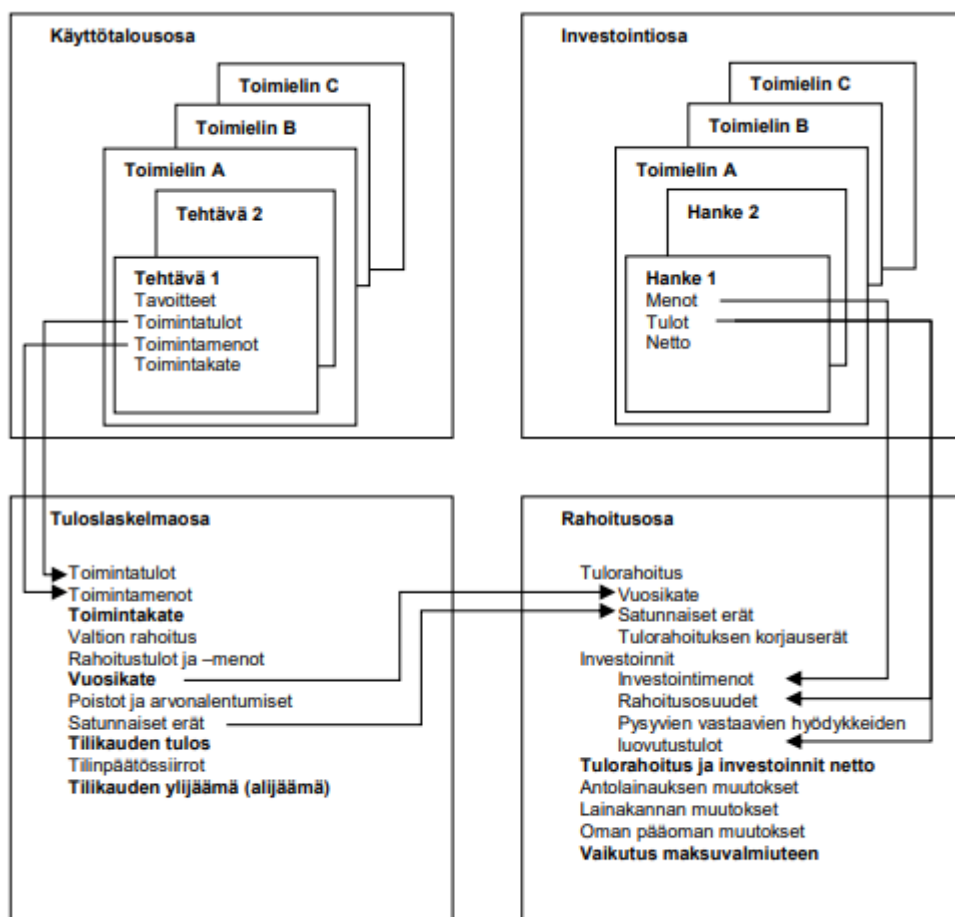 Käyttötalousosa
Toimielin C
Toimielin B
Toimielin A
Tehtävä 2
Tehtävä 1
Tavoitteet
Toimintatulot
Toimintamenot
Toimintakate
Investointiosa
Toimielin C
Toimielin B
Toimielin A
Hanke 2
Hanke 1
Menot
Tulot
Netto
Tuloslaskelmaosa
Toimintatulot
Toimintamenot
Toimintakate
Valtion rahoitus
Rahoitustulot ja –menot
Vuosikate
Poistot ja arvonalentumiset
Satunnaiset erät
Tilikauden tulos
Tilinpäätössiirrot
Tilikauden ylijäämä (alijäämä)
Rahoitusosa
Tulorahoitus
Vuosikate
Satunnaiset erät
Tulorahoituksen korjauserät
Investoinnit
Investointimenot
Rahoitusosuudet
Pysyvien vastaavien hyödykkeiden
luovutustulot
Tulorahoitus ja investoinnit netto
Antolainauksen muutokset
Lainakannan muutokset
Oman pääoman muutokset
Vaikutus maksuvalmiuteen